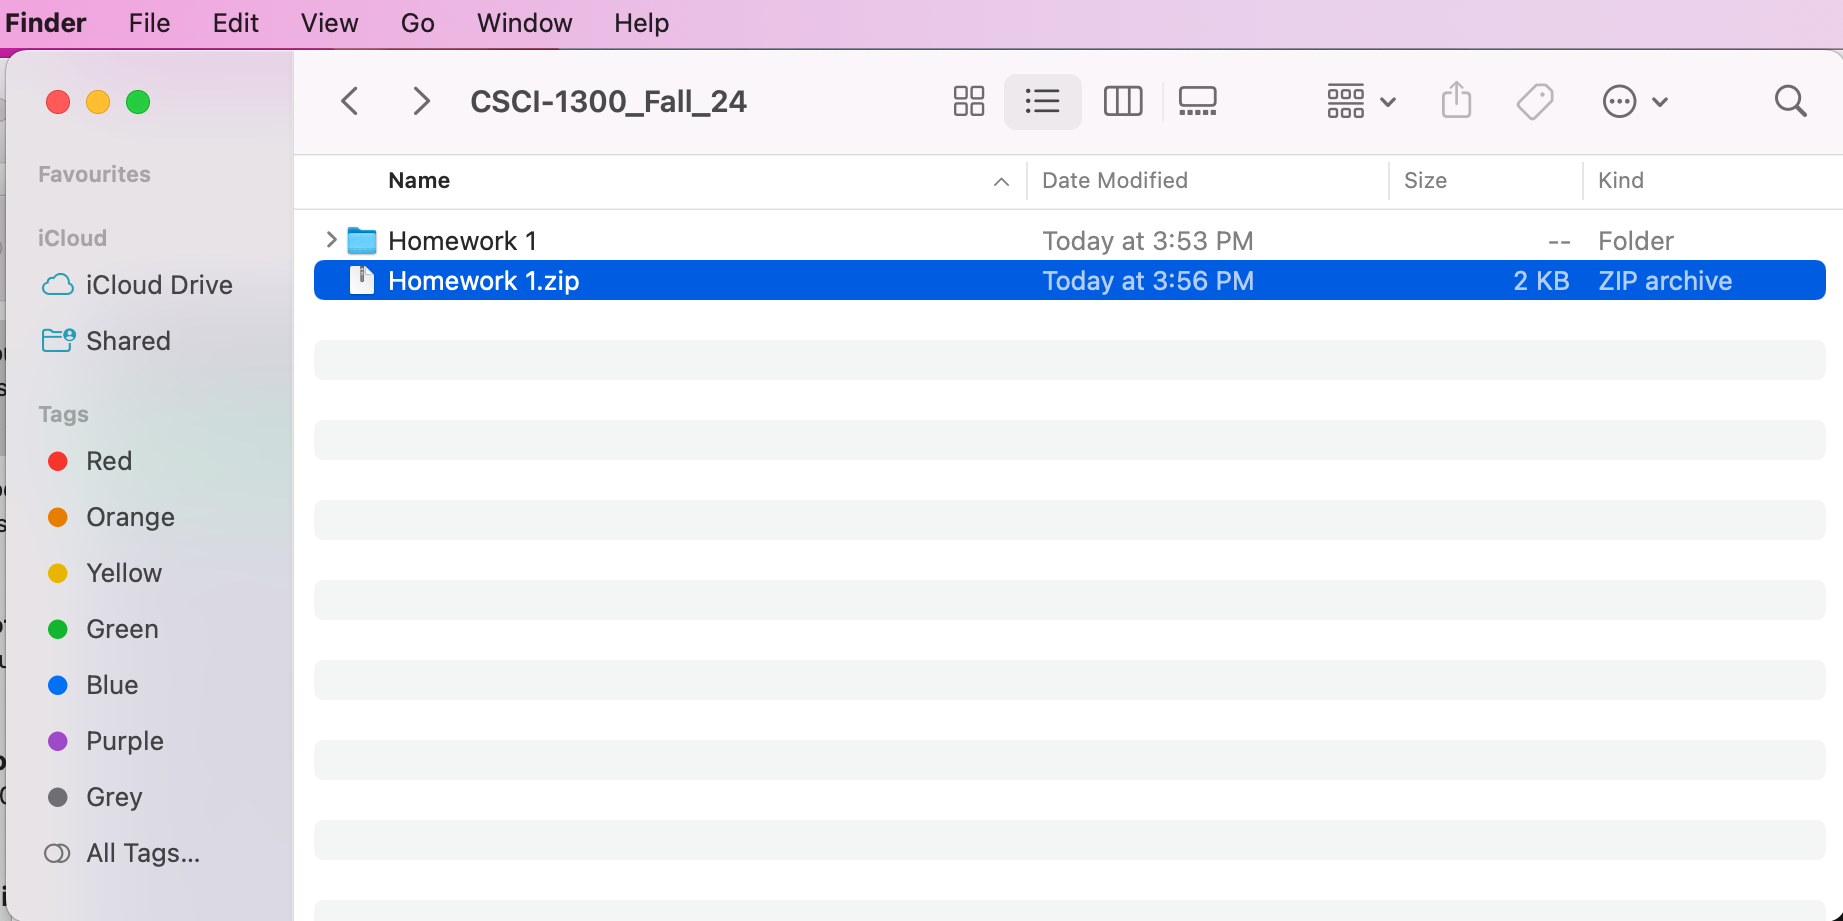 Finder File Edit View Go Window Help
CSCI-1300_Fall_24
Favourites
iCloud
iCloud Drive
Shared
Tags
Red
Orange
Yellow
Green
Blue
Purple
Grey
All Tags...
Name Date Modified Size Kind
Homework 1 Today at 3:53 PM -- Folder
Homework 1.zip Today at 3:56 PM 2 KB ZIP archive